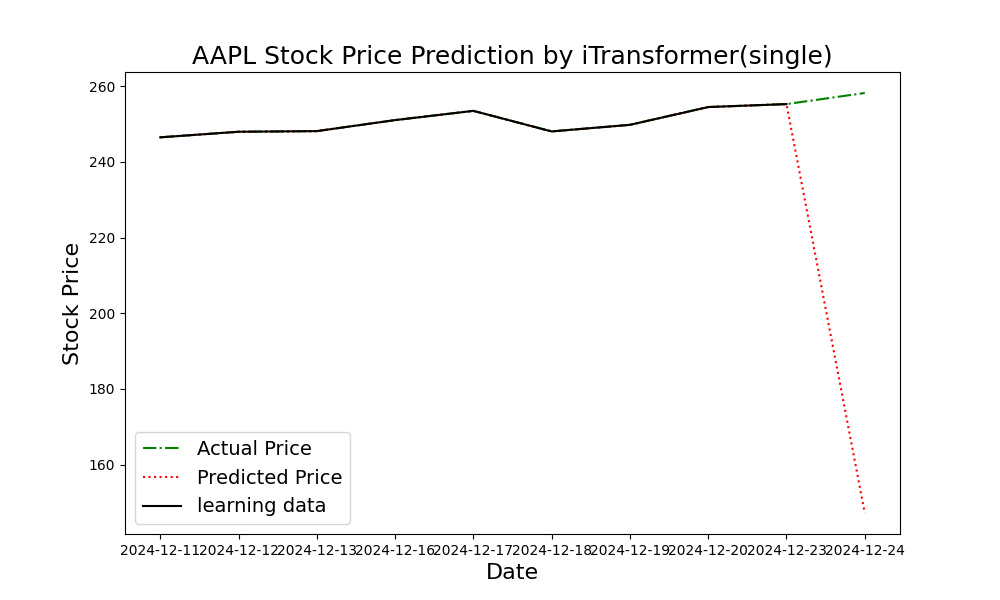 AAPL Stock Price Prediction by iTransformer(single)
260
240
220
200
180
160
Stock Price
Actual Price
Predicted Price
learning data
2024-12-11 2024-12-12 2024-12-13 2024-12-16 2024-12-17 2024-12-18 2024-12-19 2024-12-20 2024-12-23 2024-12-24
Date